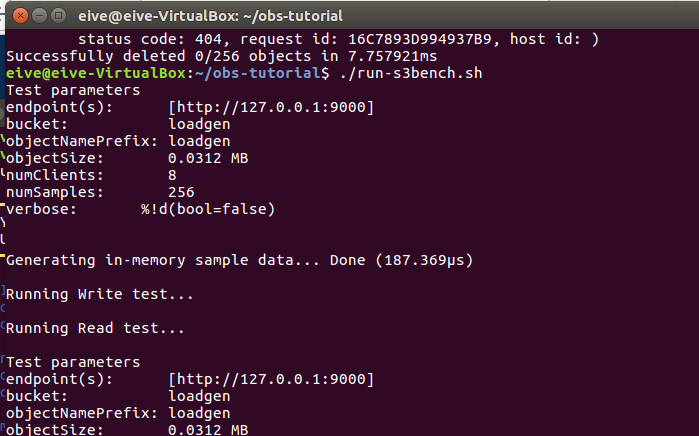 eive@eive-VirtualBox: ~/obs-tutorial
status code: 404, request id: 16C7893D994937B9, host id: )
Successfully deleted 0/256 objects in 7.757921ms
eive@eive-VirtualBox:~/obs-tutorial$ ./run-s3bench.sh
Test parameters
endpoint(s):      [http://127.0.0.1:9000]
bucket:           loadgen
objectNamePrefix: loadgen
objectSize:       0.0312 MB
numClients:       8
numSamples:       256
verbose:       %!d(bool=false)
Generating in-memory sample data... Done (187.369µs)
Running Write test...
Running Read test...
Test parameters
endpoint(s):      [http://127.0.0.1:9000]
bucket:           loadgen
objectNamePrefix: loadgen
objectSize:       0.0312 MB